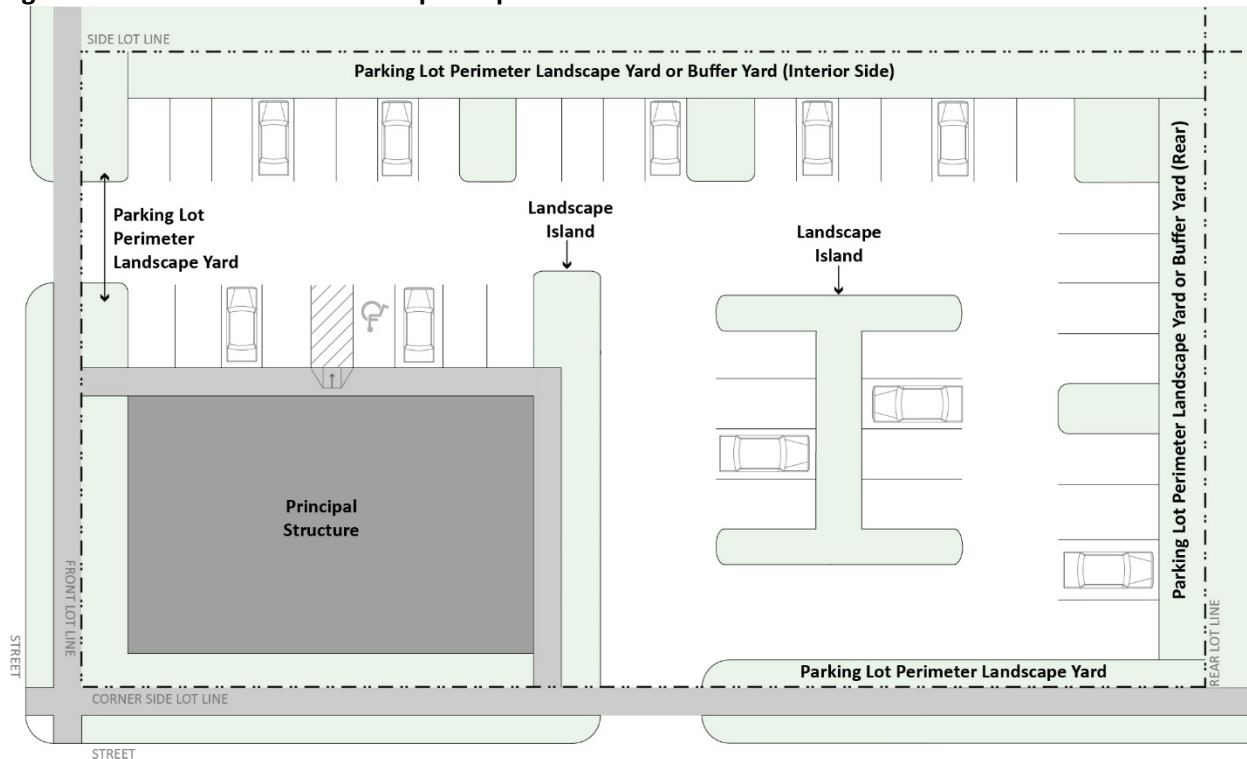 SIDE LOT LINE
Parking Lot Perimeter Landscape Yard or Buffer Yard (Interior Side)
Parking Lot
Perimeter
Landscape Yard
Landscape
Island
Landscape
Island
Parking Lot Perimeter Landscape Yard or Buffer Yard (Rear)
Principal
Structure
FRONT LOT LINE
STREET
REAR LOT LINE
Parking Lot Perimeter Landscape Yard
CORNER SIDE LOT LINE
STREET